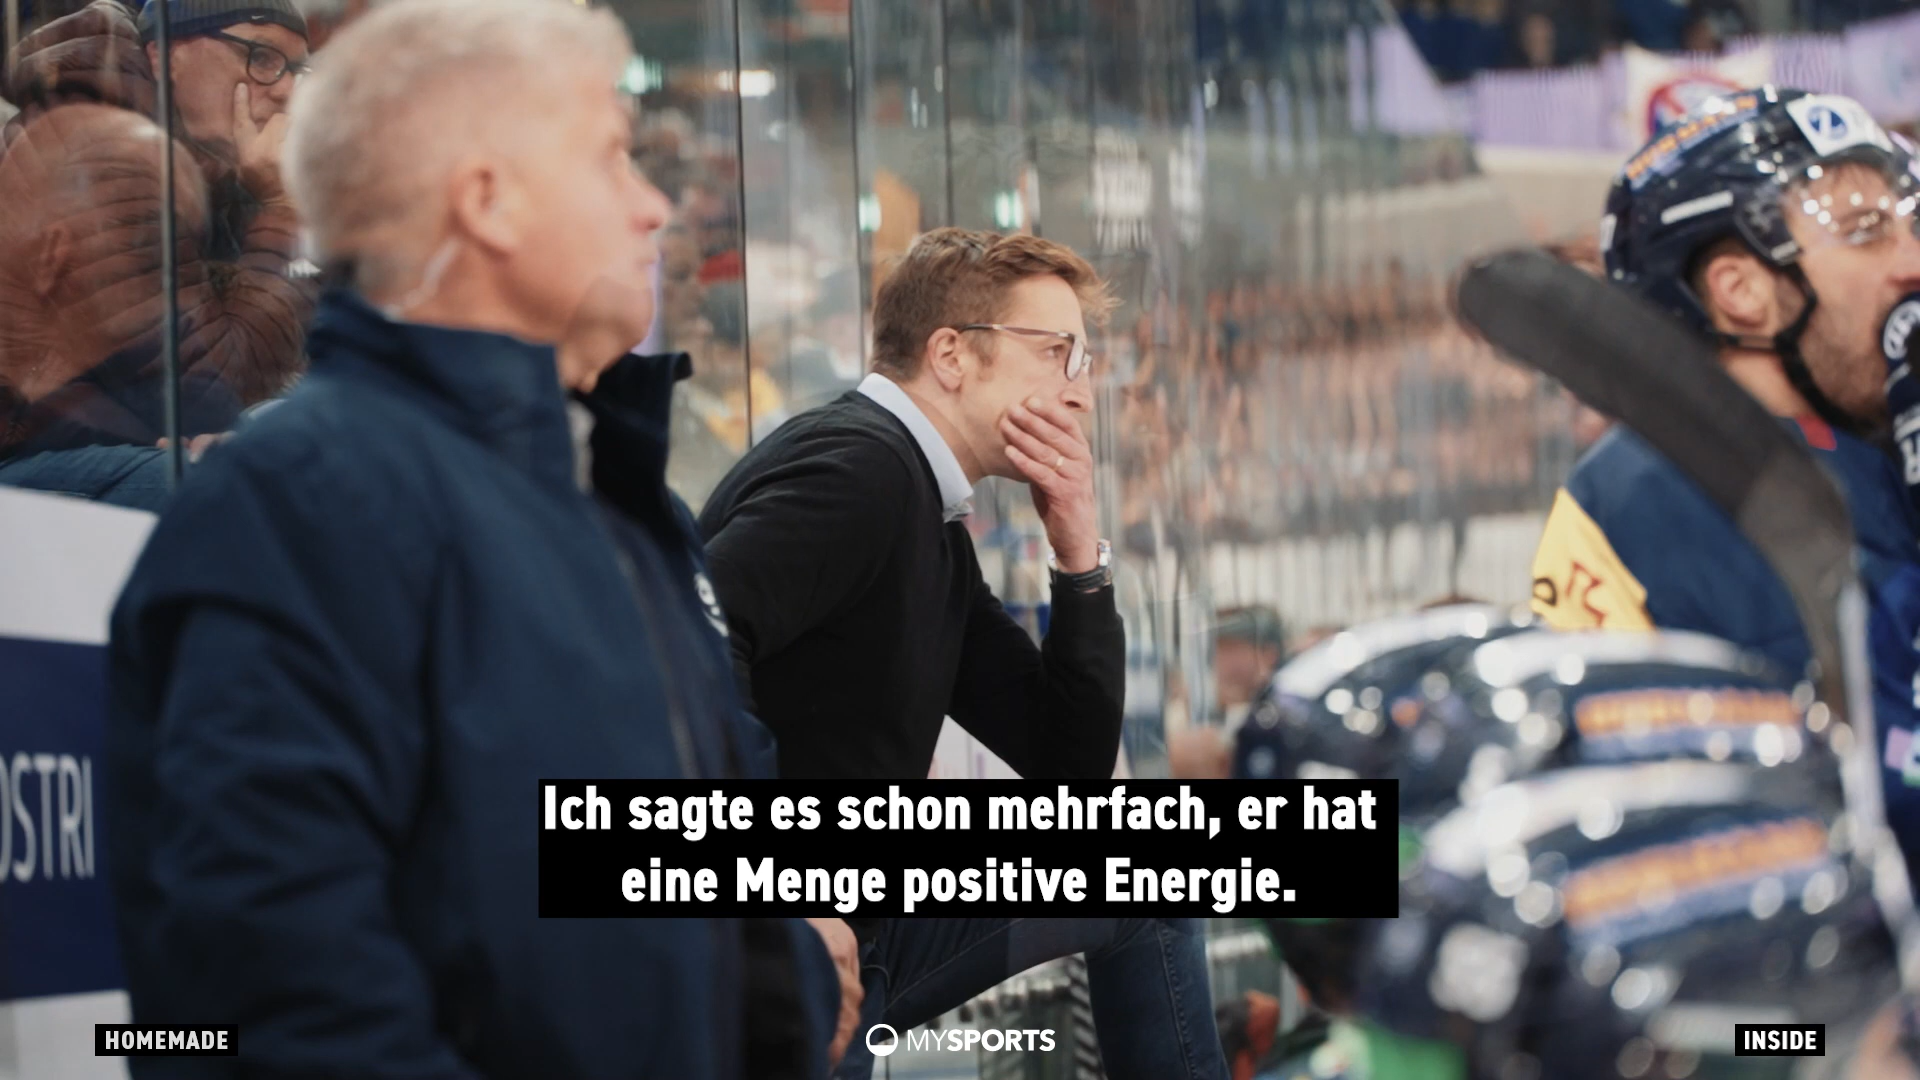 OSTRI
Ich sagte es schon mehrfach, er hat
eine Menge positive Energie.
HOMEMADE
MYSPORTS
INSIDE